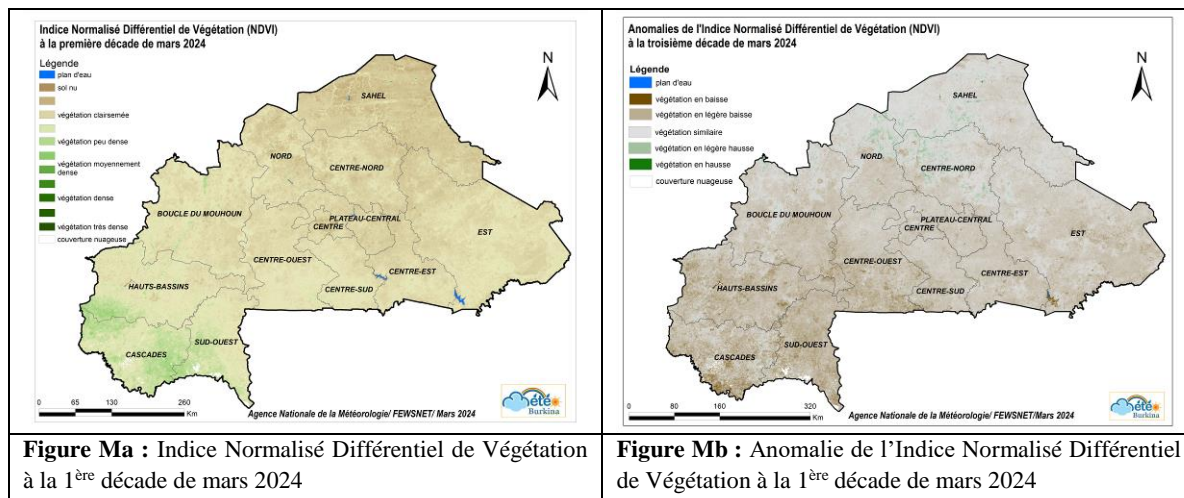 Indice Normalisé Différentiel de Végétation (NDVI)
à la première décade de mars 2024
N
Légende
plan d'eau
sol nu
végétation clairsemée
végétation peu dense
végétation moyennement
dense
végétation dense
végétation très dense
couverture nuageuse
SAHEL
NORD
CENTRE-NORD
BOUCLE DU MOUHOUN
PLATEAU-CENTRAL
CENTRE
EST
CENTRE-OUEST
CENTRE-EST
HAUTS-BASSINS
CENTRE-SUD
SUD-OUEST
CASCADES
0 65 130 260
Km
Agence Nationale de la Météorologie/ FEWSNET/ Mars 2024
Météo
Burkina
Figure Ma : Indice Normalisé Différentiel de Végétation
à la 1ère décade de mars 2024
Anomalies de l'Indice Normalisé Différentiel de Végétation (NDVI)
à la troisième décade de mars 2024
N
Légende
plan d'eau
végétation en baisse
végétation en légère baisse
végétation similaire
végétation en légère hausse
végétation en hausse
couverture nuageuse
SAHEL
NORD
CENTRE-NORD
BOUCLE DU MOUHOUN
PLATEAU-CENTRAL
CENTRE
EST
CENTRE-OUEST
CENTRE-EST
HAUTS-BASSINS
CENTRE-SUD
SUD-OUEST
CASCADES
0 80 160 320
Km
Agence Nationale de la Météorologie/ FEWSNET/Mars 2024
Météo
Burkina
Figure Mb : Anomalie de l'Indice Normalisé Différentiel
de Végétation à la 1ère décade de mars 2024